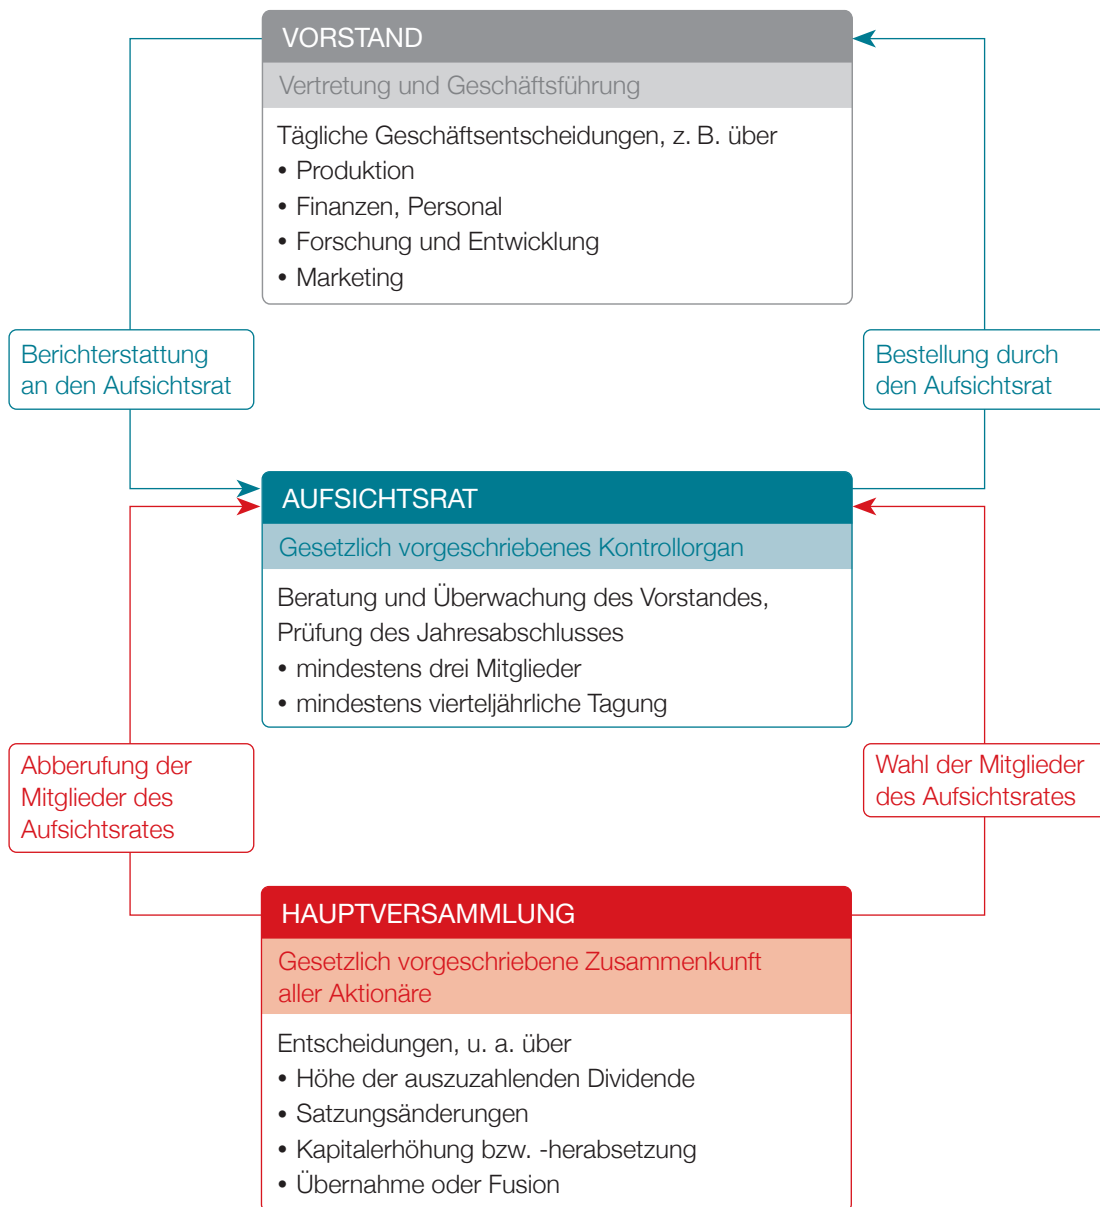 VORSTAND
Vertretung und Geschäftsführung
Tägliche Geschäftsentscheidungen, z. B. über
• Produktion
• Finanzen, Personal
• Forschung und Entwicklung
• Marketing
Berichterstattung
an den Aufsichtsrat
Bestellung durch
den Aufsichtsrat
AUFSICHTSRAT
Gesetzlich vorgeschriebenes Kontrollorgan
Beratung und Überwachung des Vorstandes,
Prüfung des Jahresabschlusses
• mindestens drei Mitglieder
• mindestens vierteljährliche Tagung
Abberufung der
Mitglieder des
Aufsichtsrates
Wahl der Mitglieder
des Aufsichtsrates
HAUPTVERSAMMLUNG
Gesetzlich vorgeschriebene Zusammenkunft
aller Aktionäre
Entscheidungen, u. a. über
• Höhe der auszuzahlenden Dividende
• Satzungsänderungen
• Kapitalerhöhung bzw. -herabsetzung
• Übernahme oder Fusion